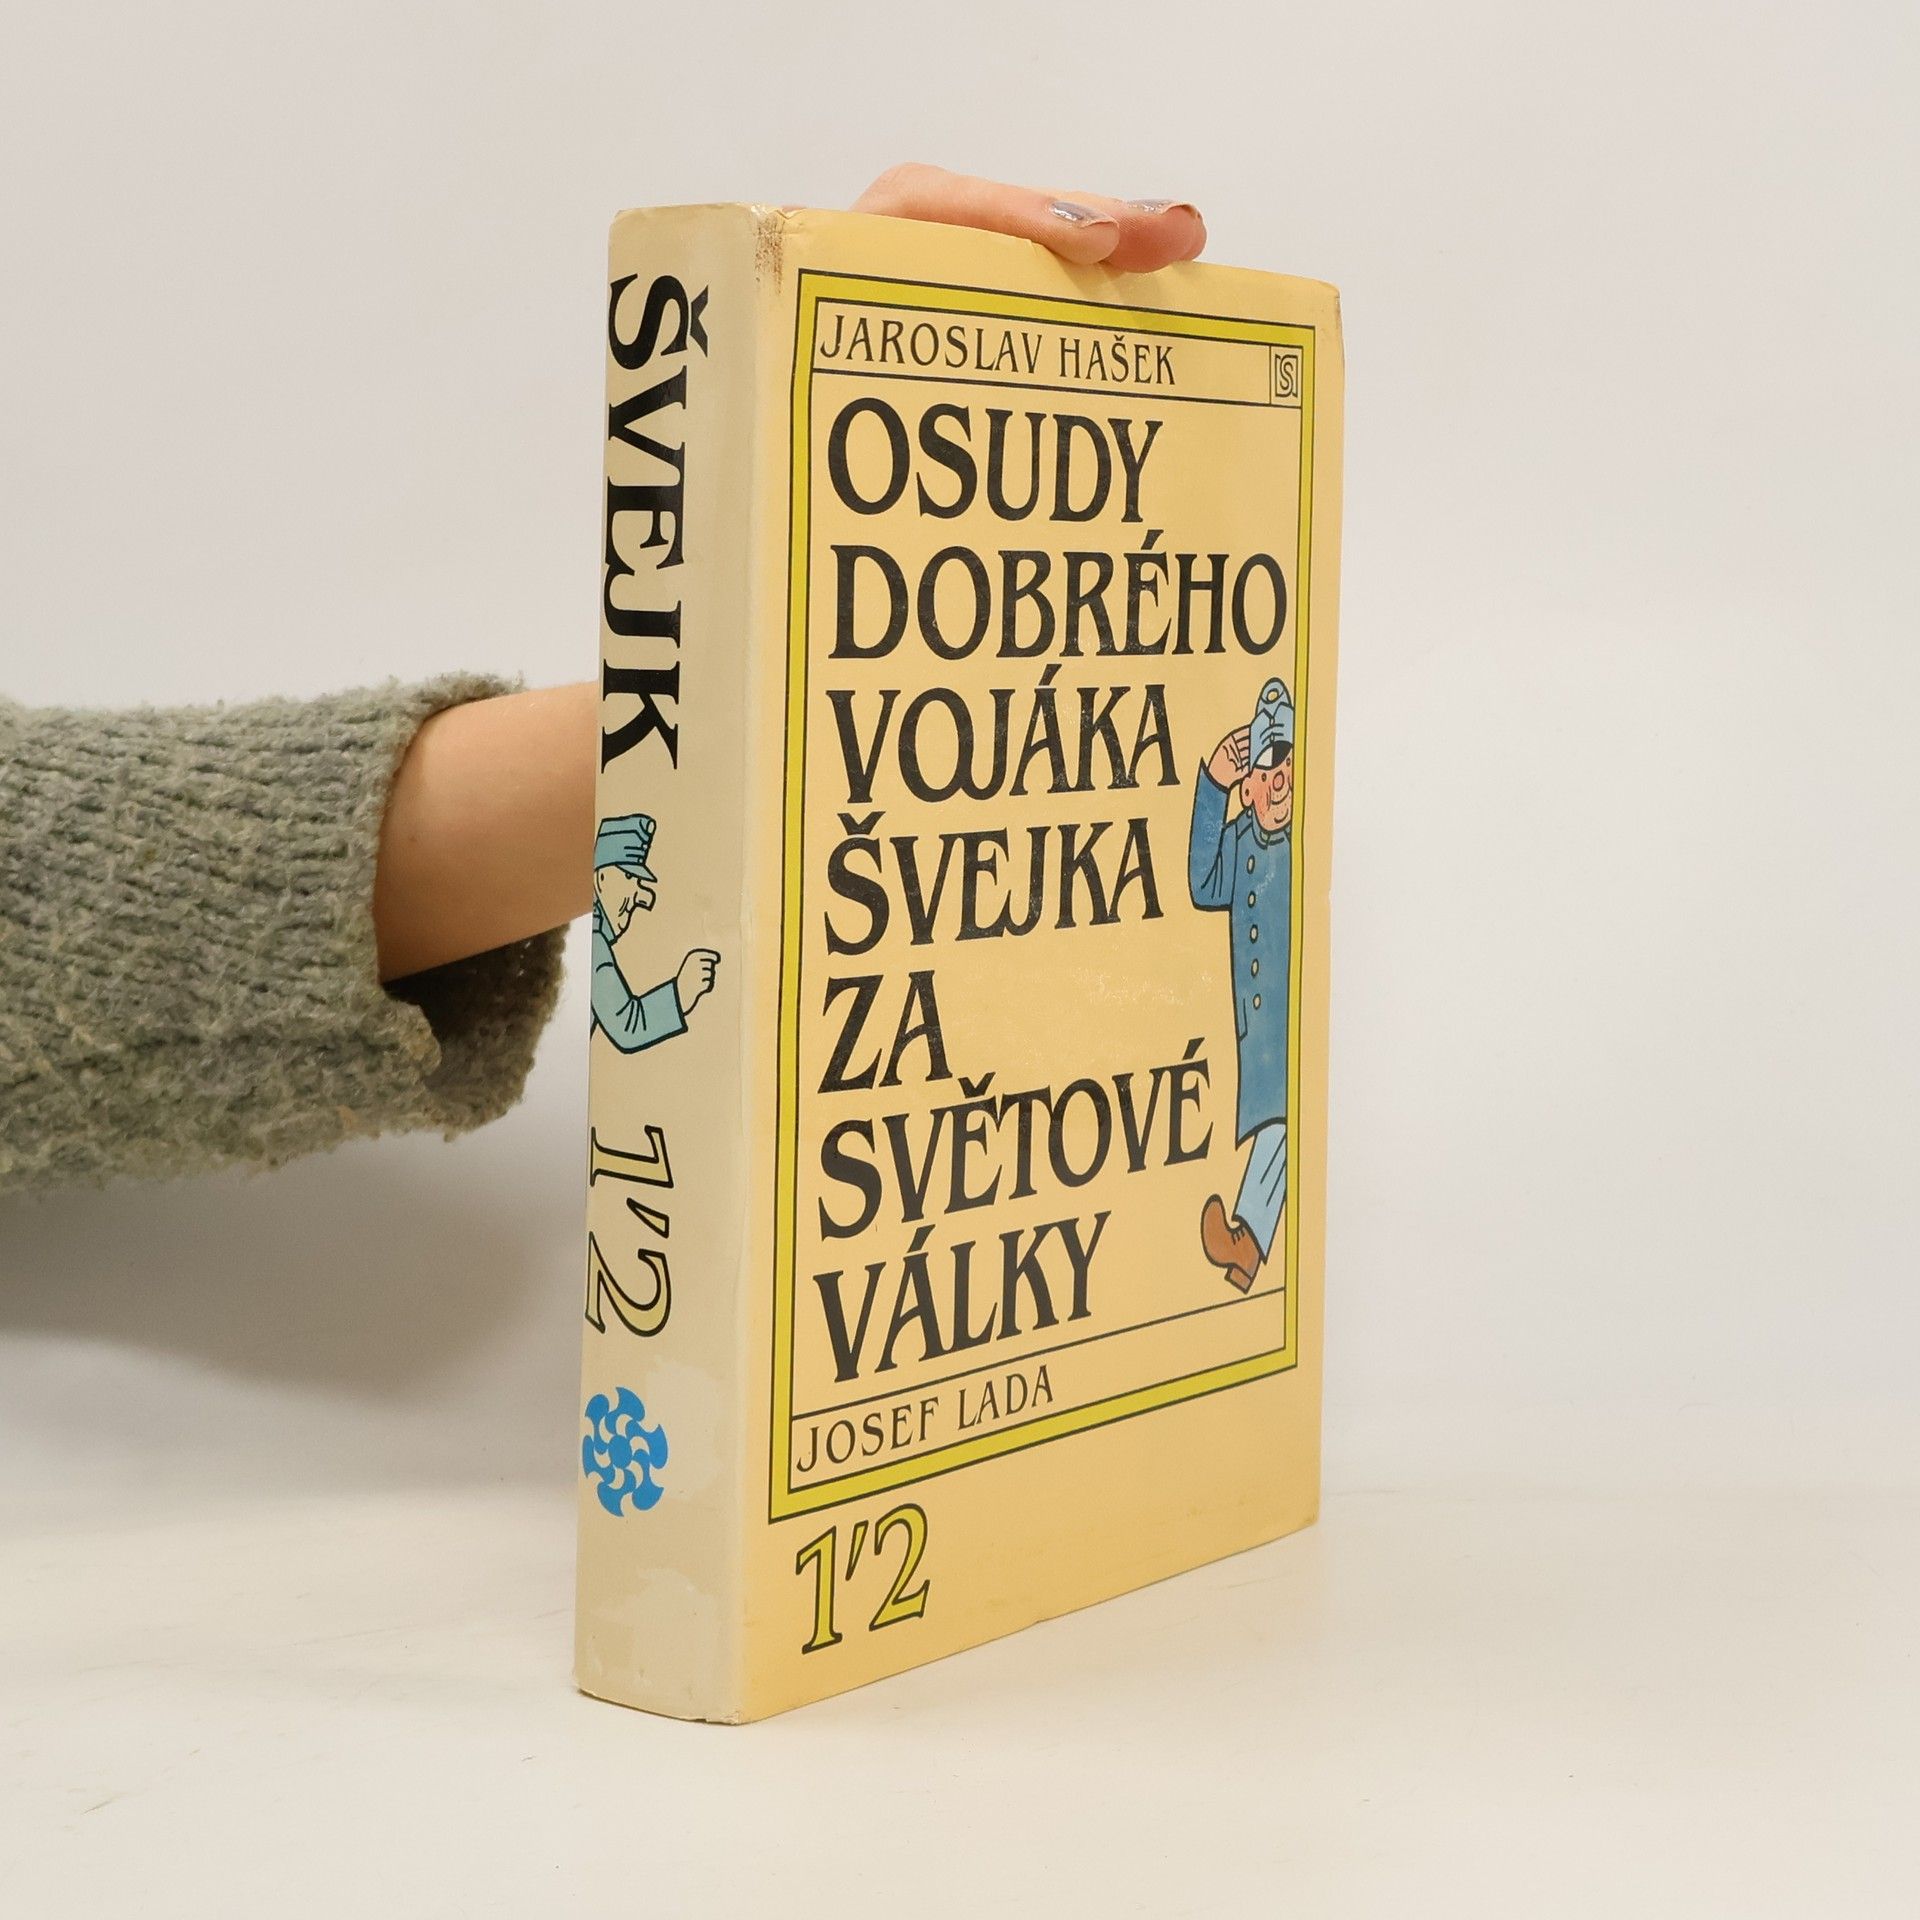 ŠVEJK 1'2
JAROSLAV HAŠEK
OSUDY
DOBRÉHO
VOJÁKA
ŠVEJKA
ZA
SVĚTOVÉ
VÁLKY
JOSEF LADA
1'2